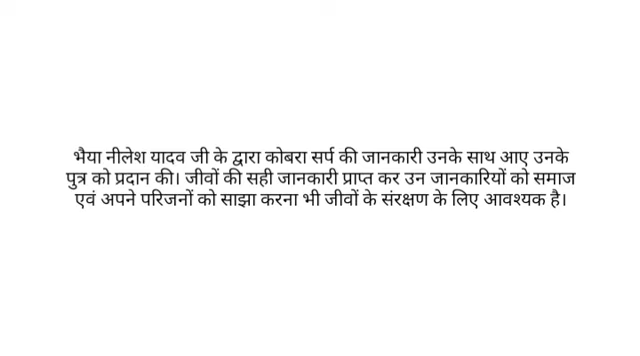 भैया नीलेश यादव जी के द्वारा कोबरा सर्प की जानकारी उनके साथ आए उनके
पुत्र को प्रदान की। जीवों की सही जानकारी प्राप्त कर उन जानकारियों को समाज
एवं अपने परिजनों को साझा करना भी जीवों के संरक्षण के लिए आवश्यक है।